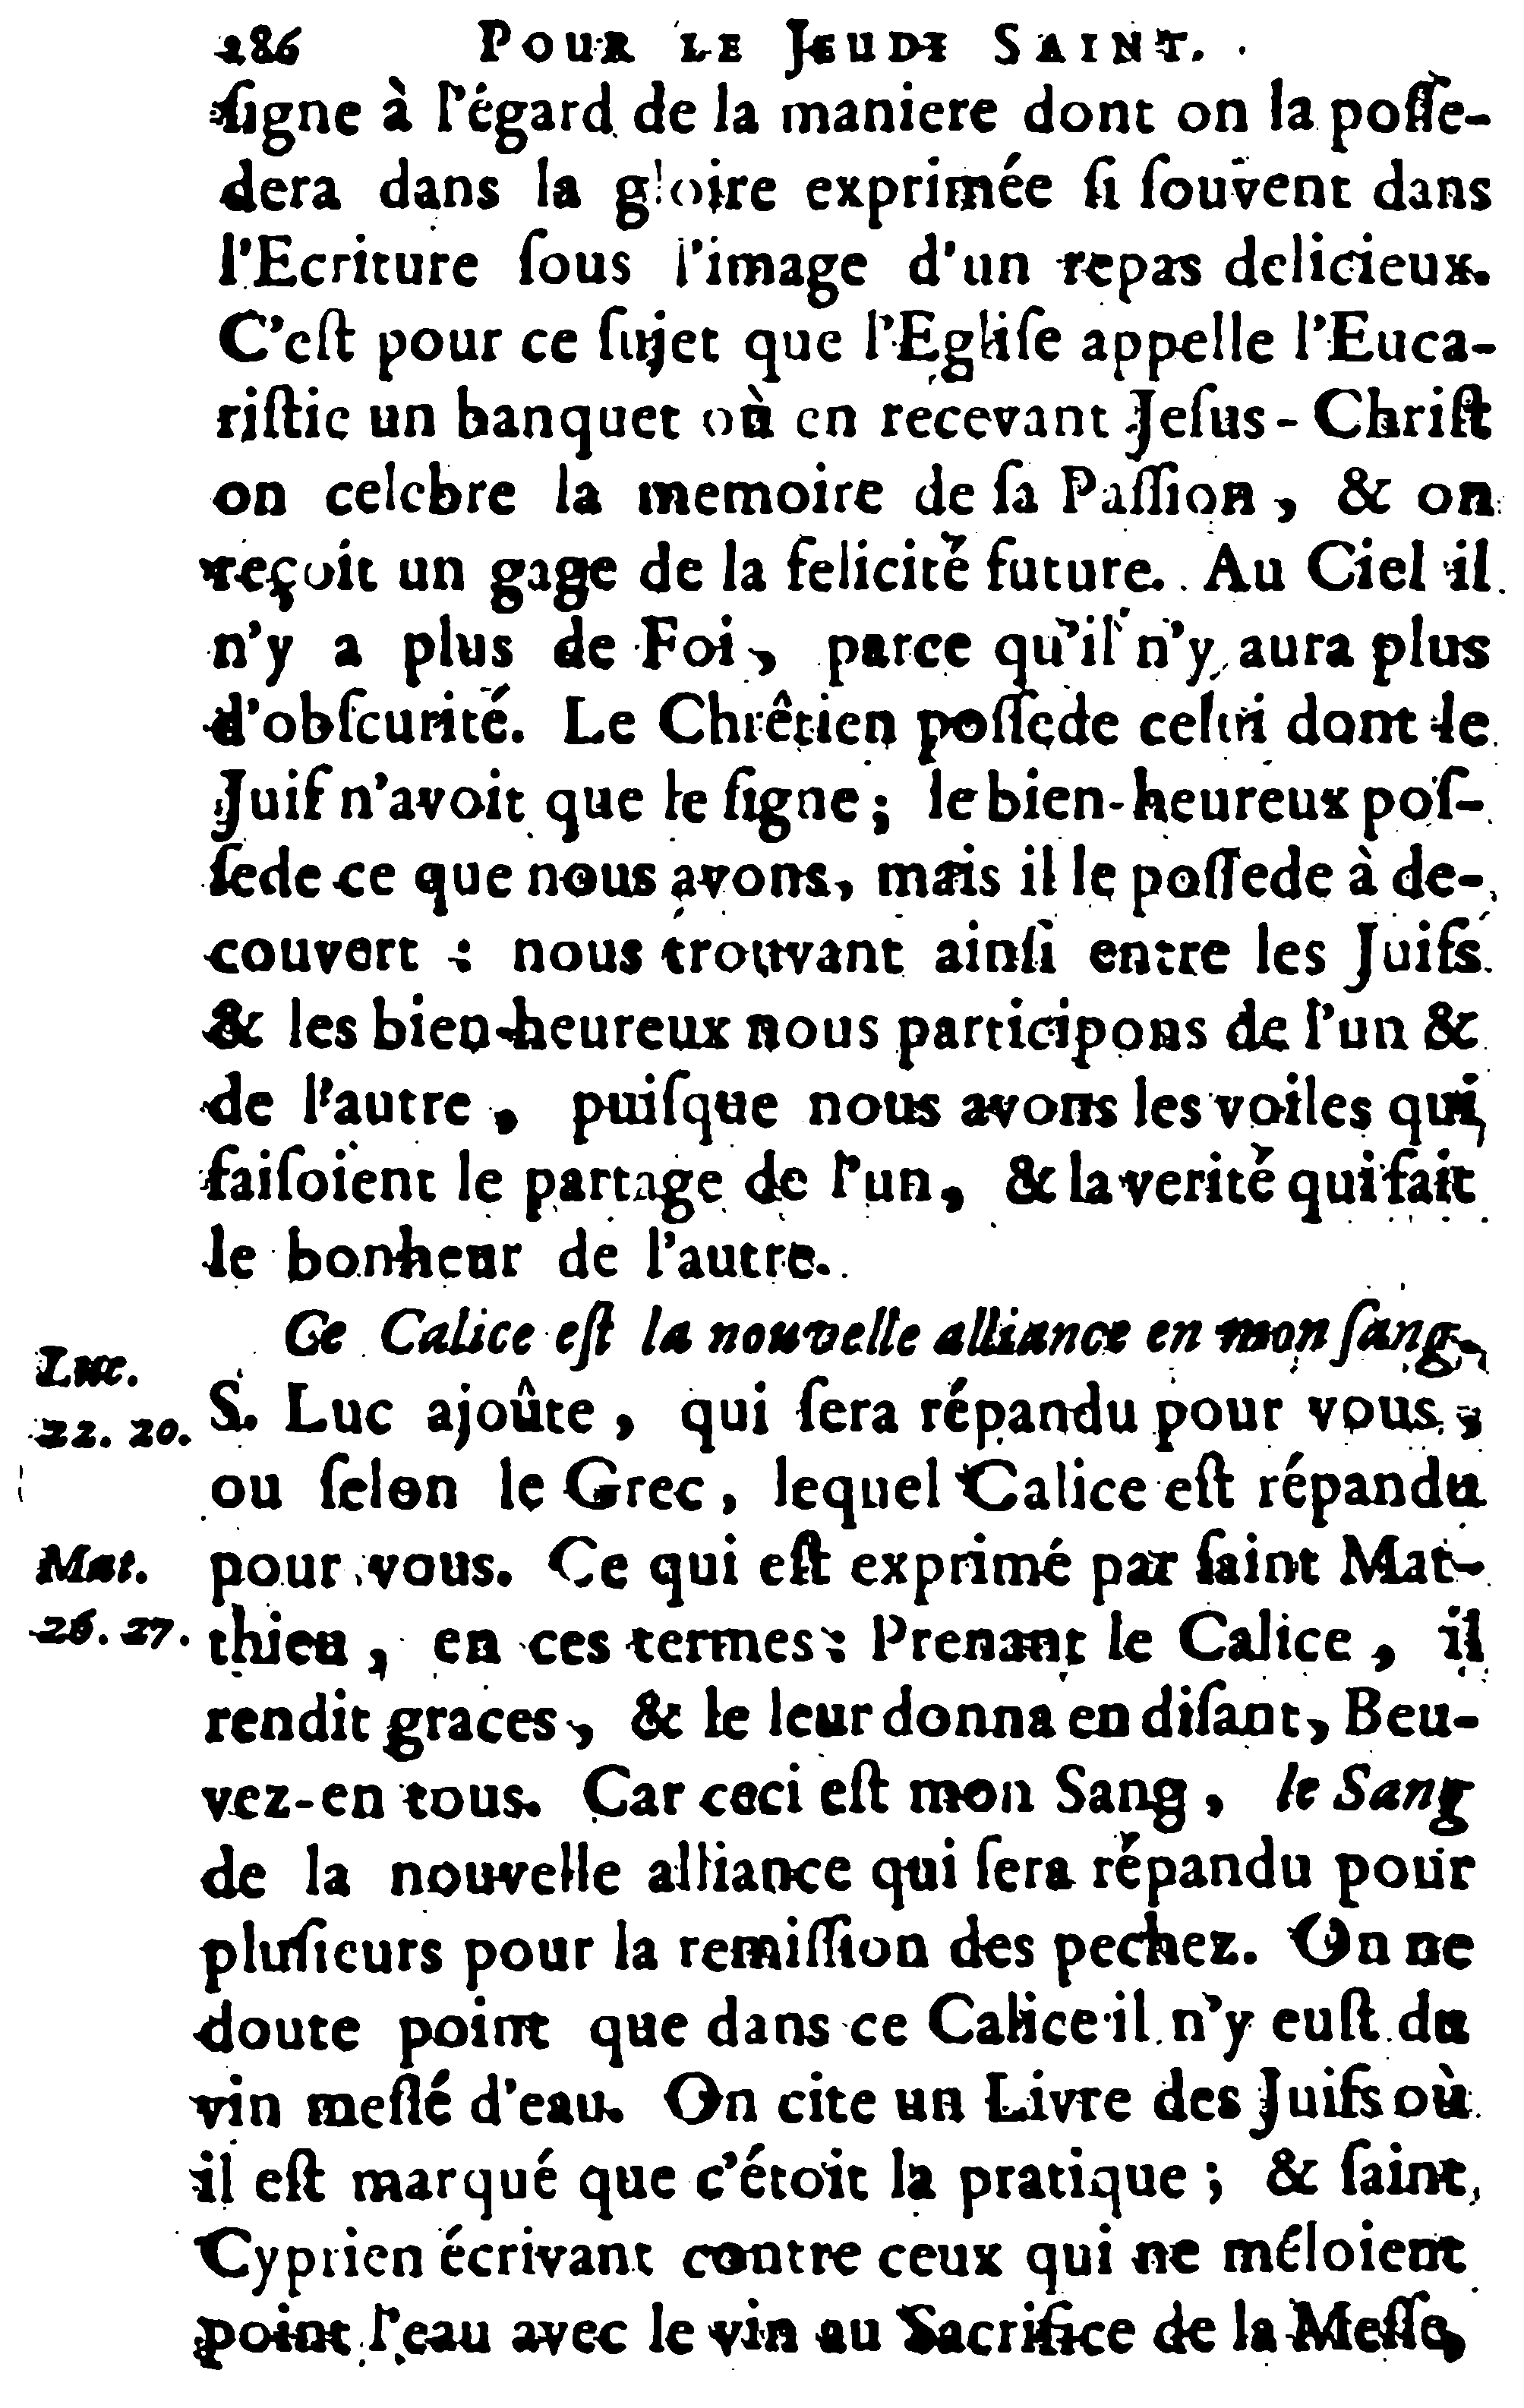 286 POUR LE JEUDI SAINT.
ſigne à l'égard de la maniere dont on la poſſe-
dera dans la gloire exprimée ſi ſouvent dans
l'Ecriture ſous l'image d'un repas delicieux.
C'eſt pour ce ſujet que l'Egliſe appelle l'Euca-
riſtie un banquet où en recevant Jeſus-Chriſt
on celebre la memoire de ſa Paſſion, & on
reçoit un gage de la felicité future. Au Ciel il
n'y a plus de Foi, parce qu'il n'y aura plus
d'obſcurité. Le Chrêtien poſſede celui dont le
Juif n'avoit que le ſigne; le bien-heureux poſ-
ſede ce que nous avons, mais il le poſſede à de-
couvert : nous trouvant ainſi entre les Juifs
& les bien-heureux nous participons de l'un &
de l'autre, puiſque nous avons les voiles qui
faiſoient le partage de l'un, & la verité qui fait
le bonheur de l'autre.
Ce Calice eſt la nouvelle alliance en mon ſang.
Luc.
22. 20.
S. Luc ajoûte, qui ſera répandu pour vous,
ou ſelon le Grec, lequel Calice eſt répandu
Mat.
26. 27.
pour vous. Ce qui eſt exprimé par ſaint Mat-
thieu, en ces termes: Prenant le Calice, il
rendit graces, & le leur donna en diſant, Beu-
vez-en tous. Car ceci eſt mon Sang, le Sang
de la nouvelle alliance qui ſera répandu pour
pluſieurs pour la remiſſion des pechez. On ne
doute point que dans ce Calice il n'y euſt du
vin meſlé d'eau. On cite un Livre des Juifs où
il eſt marqué que c'étoit la pratique; & ſaint
Cyprien écrivant contre ceux qui ne méloient
point l'eau avec le vin au Sacrifice de la Meſſe,